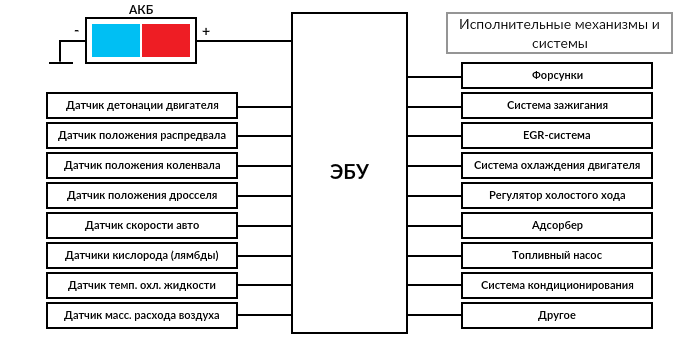 АКБ
- +
Датчик детонации двигателя
Датчик положения распредвала
Датчик положения коленвала
Датчик положения дросселя
Датчик скорости авто
Датчики кислорода (лямбды)
Датчик темп. охл. жидкости
Датчик масс. расхода воздуха
ЭБУ
Исполнительные механизмы и
системы
Форсунки
Система зажигания
EGR-система
Система охлаждения двигателя
Регулятор холостого хода
Адсорбер
Топливный насос
Система кондиционирования
Другое